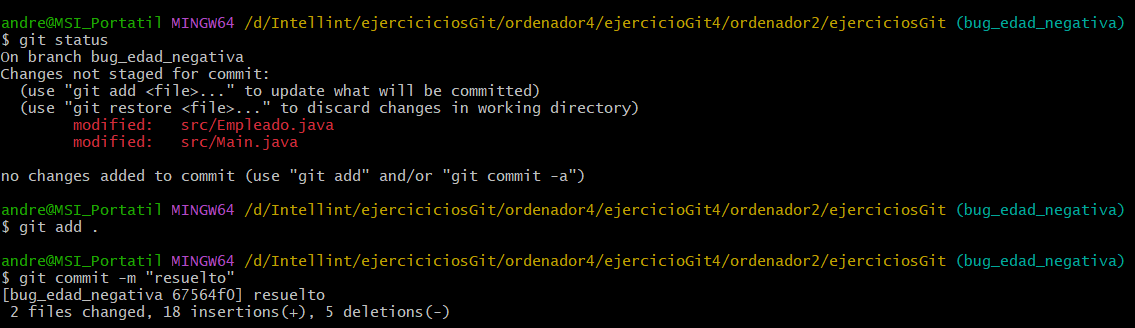 andre@MSI_Portatil MINGW64 /d/Intellint/ejerciciciosGit/ordenador4/ejercicioGit4/ordenador2/ejerciciosGit (bug_edad_negativa)
$ git status
On branch bug_edad_negativa
Changes not staged for commit:
  (use "git add <file>..." to update what will be committed)
  (use "git restore <file>..." to discard changes in working directory)
        modified:   src/Empleado.java
        modified:   src/Main.java

no changes added to commit (use "git add" and/or "git commit -a")

andre@MSI_Portatil MINGW64 /d/Intellint/ejerciciciosGit/ordenador4/ejercicioGit4/ordenador2/ejerciciosGit (bug_edad_negativa)
$ git add .

andre@MSI_Portatil MINGW64 /d/Intellint/ejerciciciosGit/ordenador4/ejercicioGit4/ordenador2/ejerciciosGit (bug_edad_negativa)
$ git commit -m "resuelto"
[bug_edad_negativa 67564f0] resuelto
 2 files changed, 18 insertions(+), 5 deletions(-)